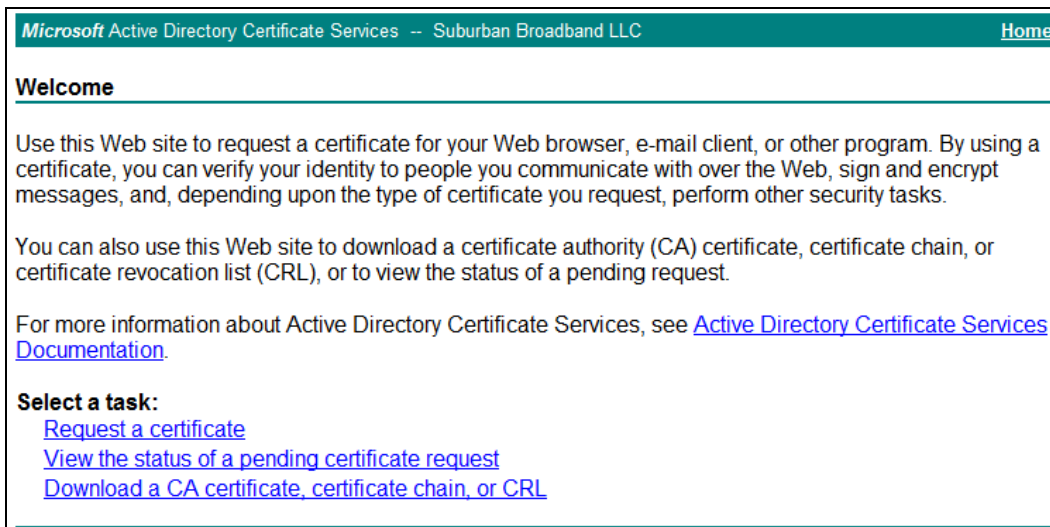 Microsoft Active Directory Certificate Services -- Suburban Broadband LLC Home
Welcome
Use this Web site to request a certificate for your Web browser, e-mail client, or other program. By using a
certificate, you can verify your identity to people you communicate with over the Web, sign and encrypt
messages, and, depending upon the type of certificate you request, perform other security tasks.
You can also use this Web site to download a certificate authority (CA) certificate, certificate chain, or
certificate revocation list (CRL), or to view the status of a pending request.
For more information about Active Directory Certificate Services, see Active Directory Certificate Services
Documentation.
Select a task:
Request a certificate
View the status of a pending certificate request
Download a CA certificate, certificate chain, or CRL